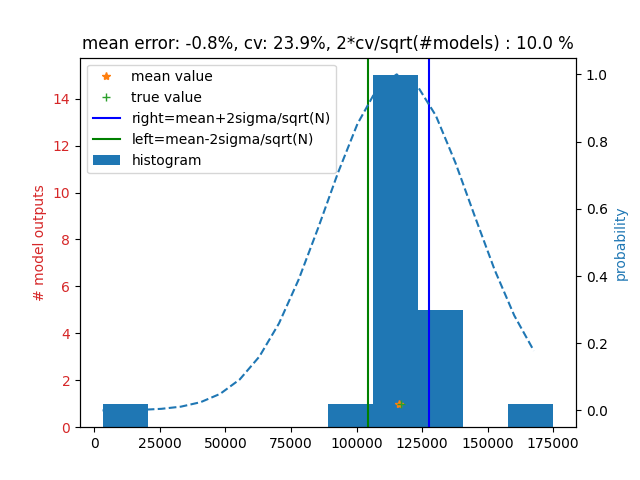 mean error: -0.8%, cv: 23.9%, 2*cv/sqrt(#models) : 10.0 %
mean value
true value
right=mean+2sigma/sqrt(N)
left=mean-2sigma/sqrt(N)
histogram
# model outputs
14
12
10
8
6
4
2
0
1.0
0.8
0.6
0.4
0.2
0.0
probability
0 25000 50000 75000 100000 125000 150000 175000